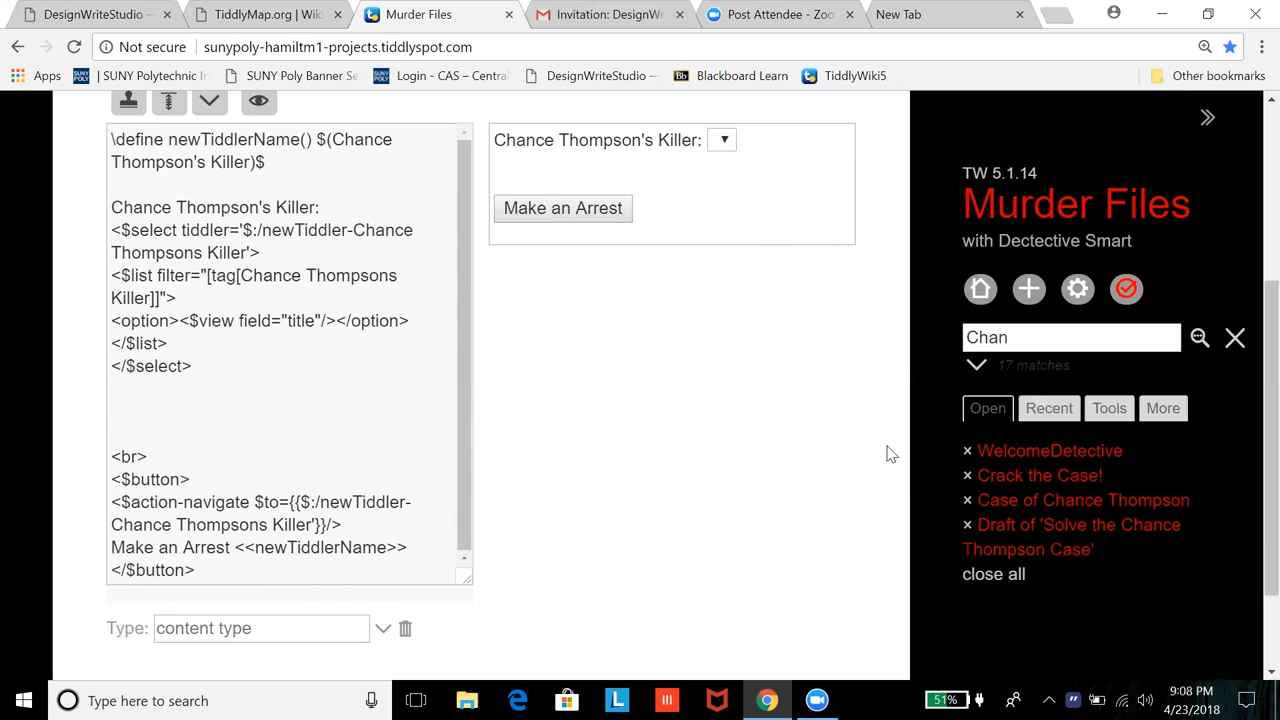 DesignWriteStudio –
TiddlyMap.org | Wiki
Murder Files
Invitation: DesignWr
Post Attendee - Zoo
New Tab
Not secure
sunypoly-hamiltm1-projects.tiddlyspot.com
Apps
| SUNY Polytechnic I
SUNY Poly Banner Se
Login - CAS – Centra
DesignWriteStudio –
Blackboard Learn
TiddlyWiki5
Other bookmarks
\define newTiddlerName() $(Chance
Thompson's Killer)$
Chance Thompson's Killer:
<$select tiddler='$:/newTiddler-Chance
Thompsons Killer'>
<$list filter="[tag[Chance Thompsons
Killer]]">
<option><$view field="title"/></option>
</$list>
</$select>
<br>
<$button>
<$action-navigate $to={{$:/newTiddler-
Chance Thompsons Killer'}}/>
Make an Arrest <<newTiddlerName>>
</$button>
Type:
content type
Chance Thompson's Killer:
Make an Arrest
TW 5.1.14
Murder Files
with Dectective Smart
Chan
17 matches
Open
Recent
Tools
More
× WelcomeDetective
× Crack the Case!
× Case of Chance Thompson
× Draft of 'Solve the Chance
Thompson Case'
close all
Type here to search
51%
9:08 PM
4/23/2018